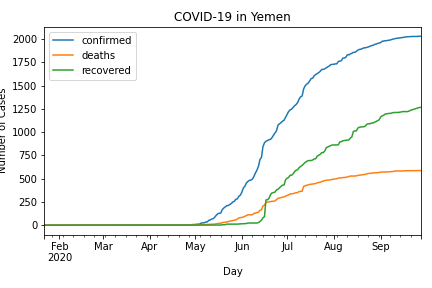 COVID-19 in Yemen
confirmed
deaths
recovered
2000
1750
1500
1250
1000
750
500
250
0
Number of Cases
Feb Mar Apr May Jun Jul Aug Sep
2020
Day